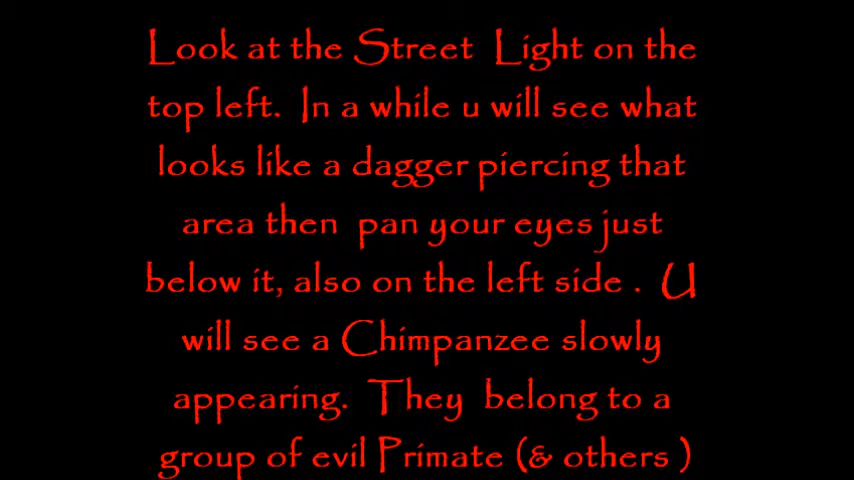 Look at the Street Light on the
top left. In a while u will see what
looks like a dagger piercing that
area then pan your eyes just
below it, also on the left side . U
will see a Chimpanzee slowly
appearing. They belong to a
group of evil Primate (& others )